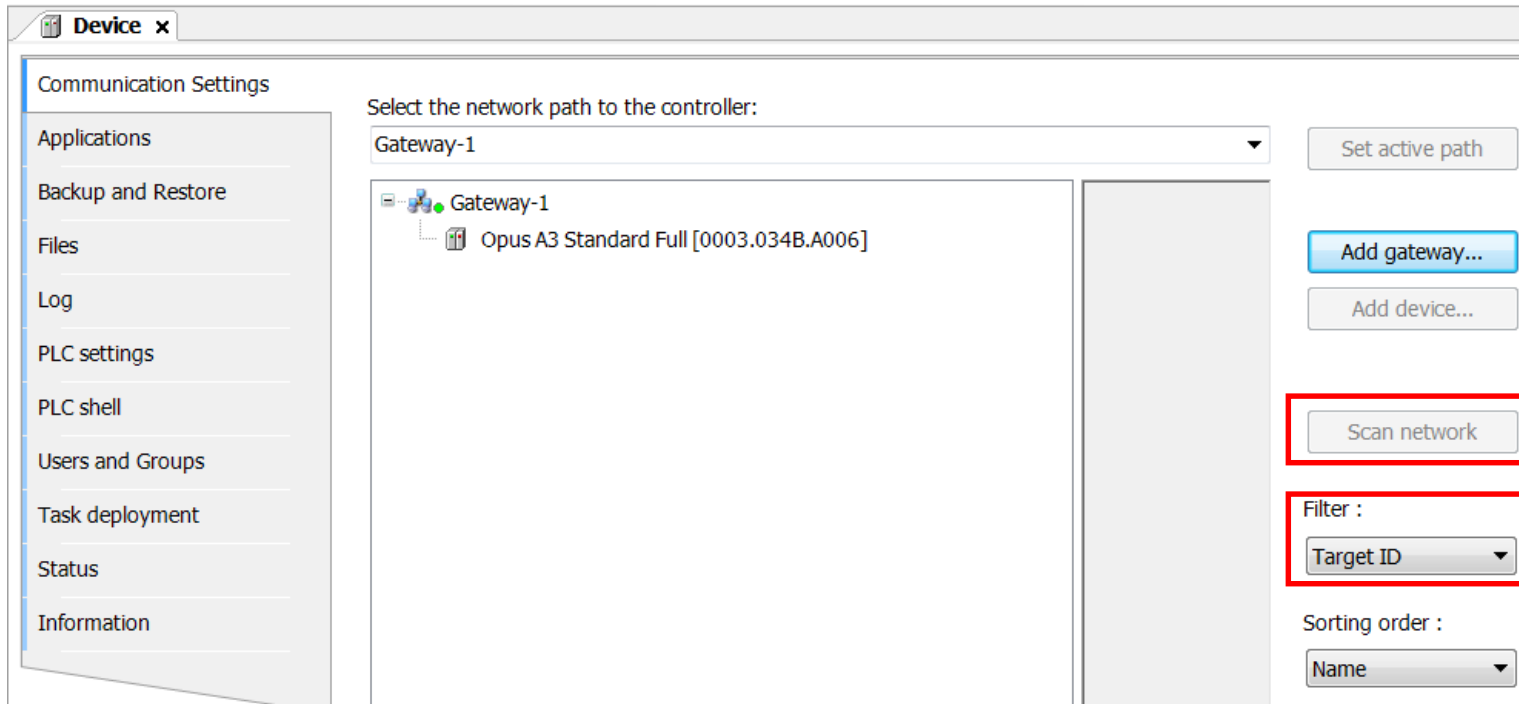 Device x
Communication Settings
Applications
Backup and Restore
Files
Log
PLC settings
PLC shell
Users and Groups
Task deployment
Status
Information
Select the network path to the controller:
Gateway-1
Gateway-1
Opus A3 Standard Full [0003.034B.A006]
Set active path
Add gateway...
Add device...
Scan network
Filter :
Target ID
Sorting order :
Name